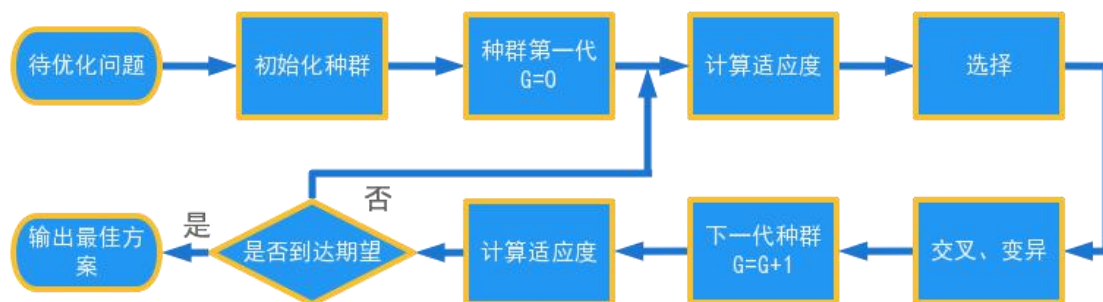 待优化问题
初始化种群
种群第一代
G=0
计算适应度
选择
交叉、变异
下一代种群
G=G+1
计算适应度
是否到达期望
否
是
输出最佳方
案